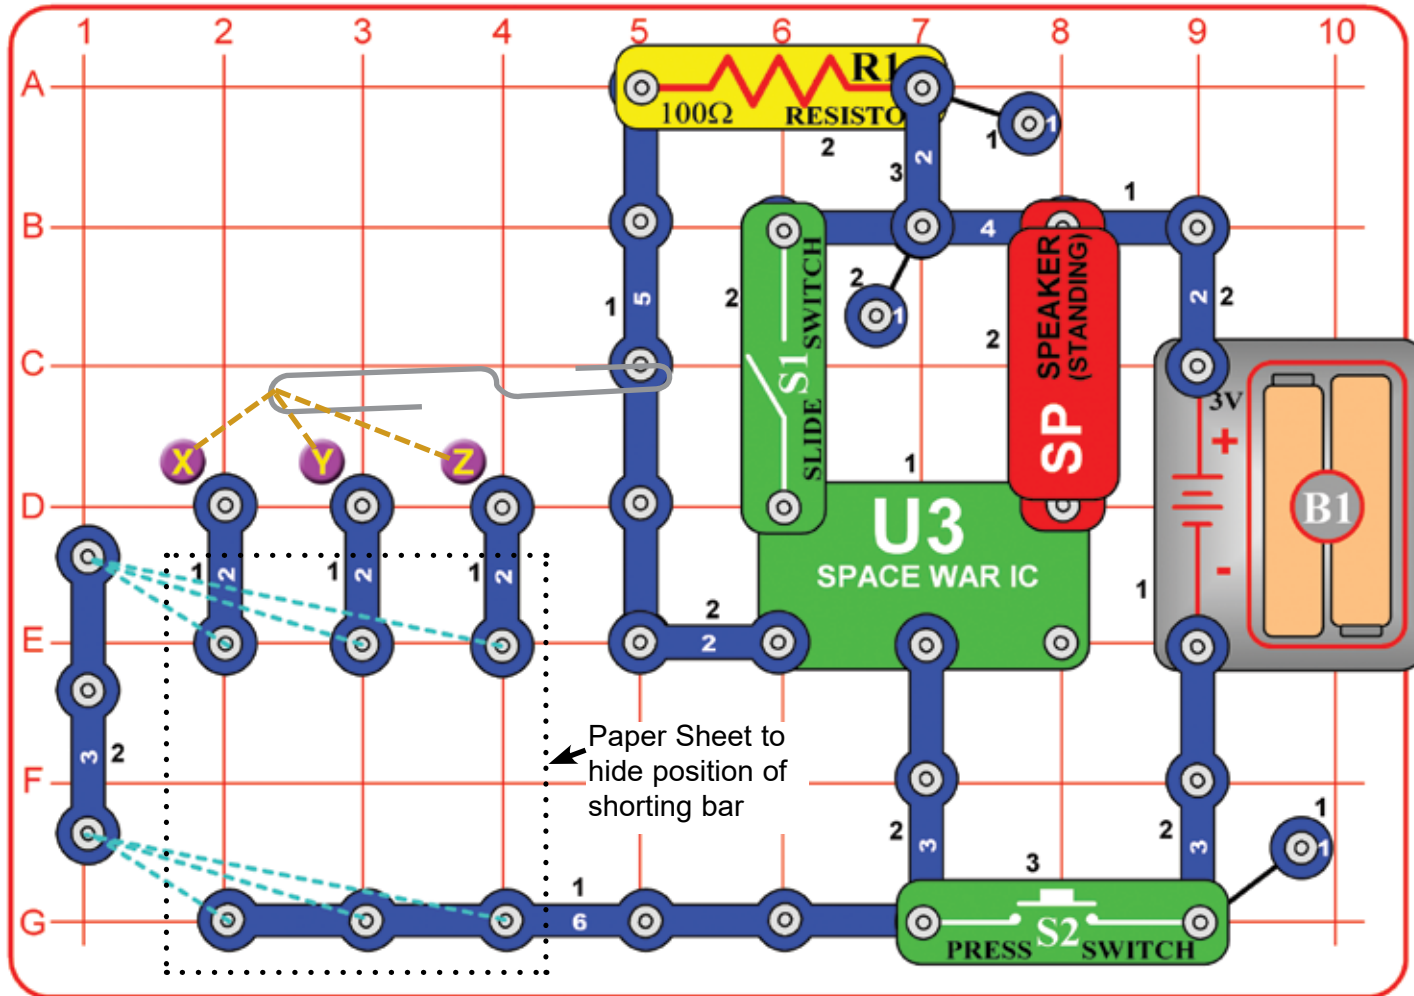 1 2 3 4 5 6 7 8 9 10
A
R1
100Ω
RESISTO
2
2
3
1
1
B
4
1
1
5
2
SLIDE SWITCH
S1
2
1
2
SP SPEAKER
(STANDING)
2
2
C
3V
+
B1
-
X
Y
Z
D
1
U3
SPACE WAR IC
1
2
1
2
1
2
2
2
1
E
3
2
Paper Sheet to
hide position of
shorting bar
F
2
3
2
3
1
1
3
G
1
6
S2
PRESS SWITCH